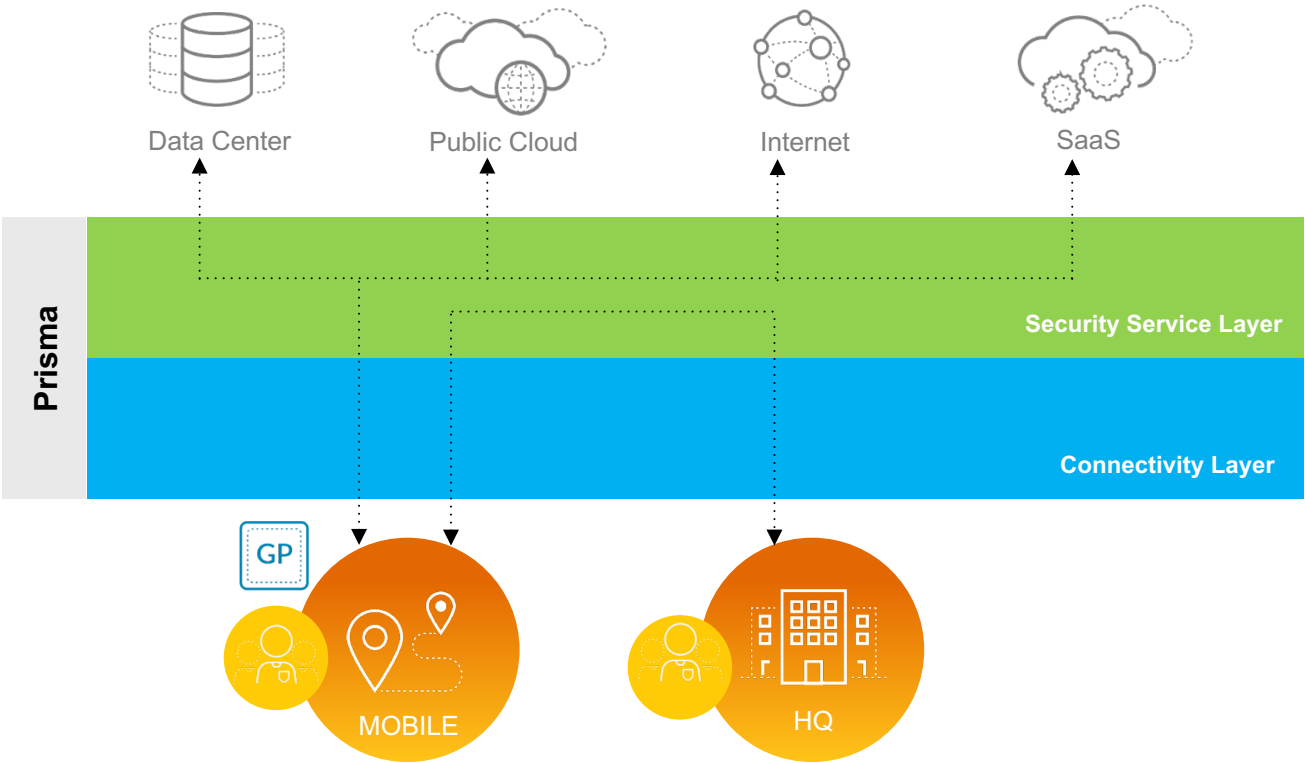 Data Center
Public Cloud
Internet
SaaS
Prisma
Security Service Layer
Connectivity Layer
GP
MOBILE
HQ